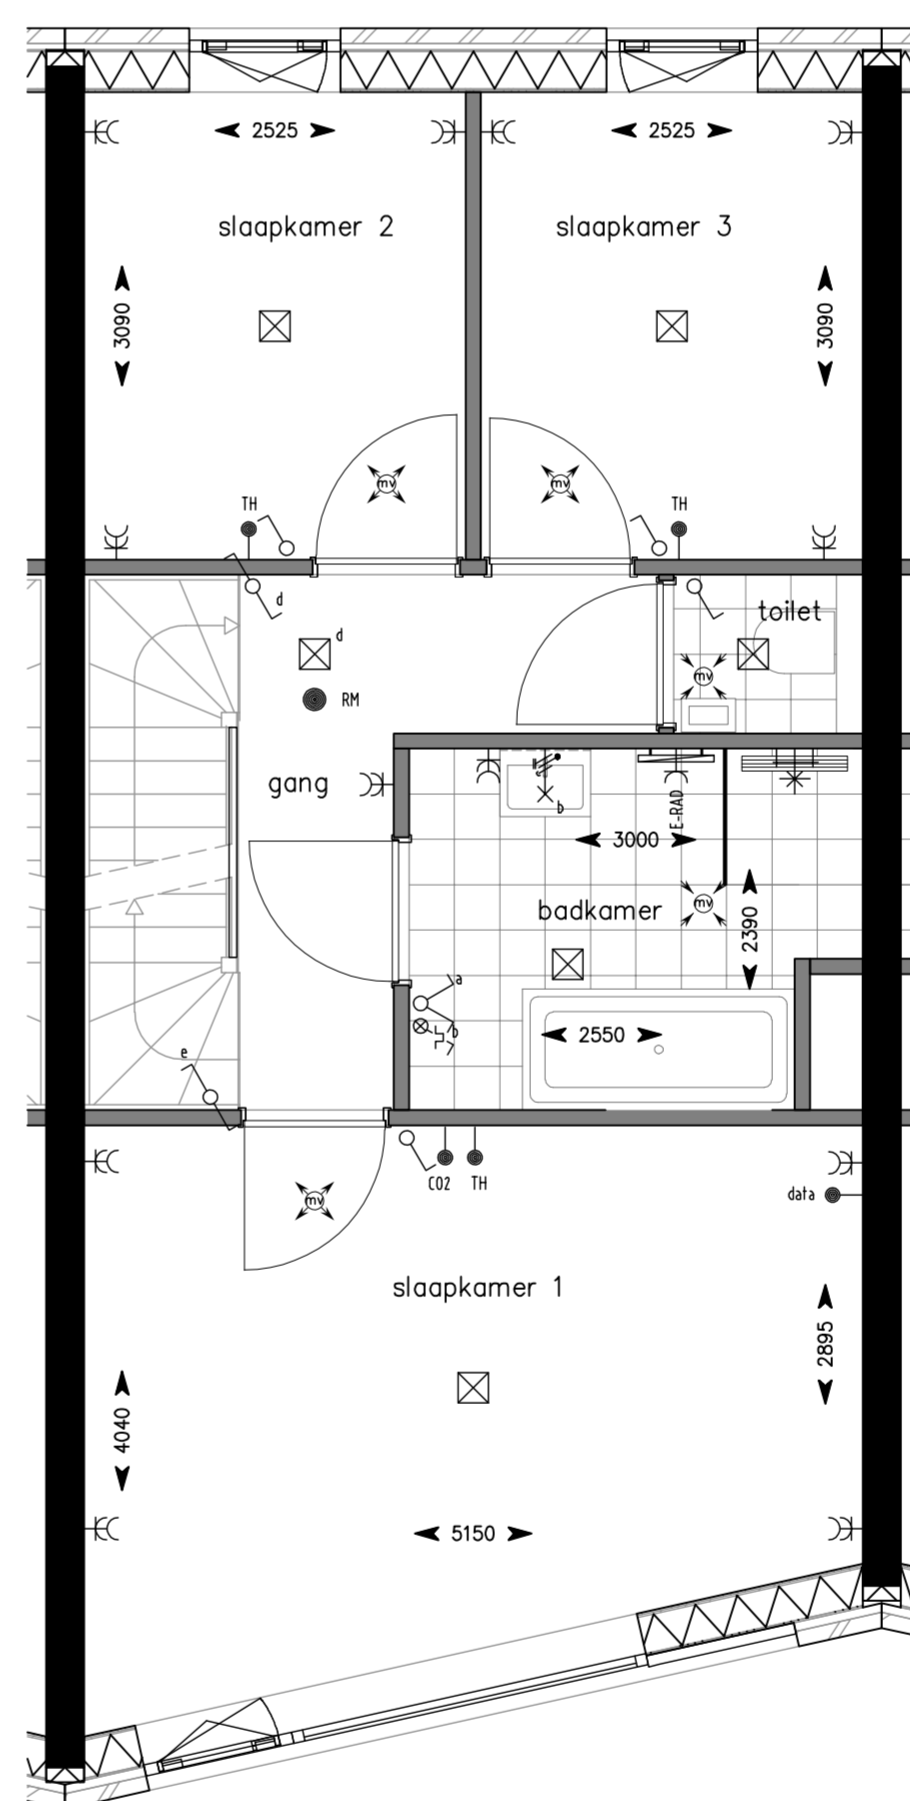 2525
2525
slaapkamer 2
slaapkamer 3
3090
3090
mv
mv
TH
TH
d
toilet
d
mv
RM
gang
b
E-RAD
3000
badkamer
mv
2390
a
b
2550
e
CO2
TH
data
mv
slaapkamer 1
2895
4040
5150